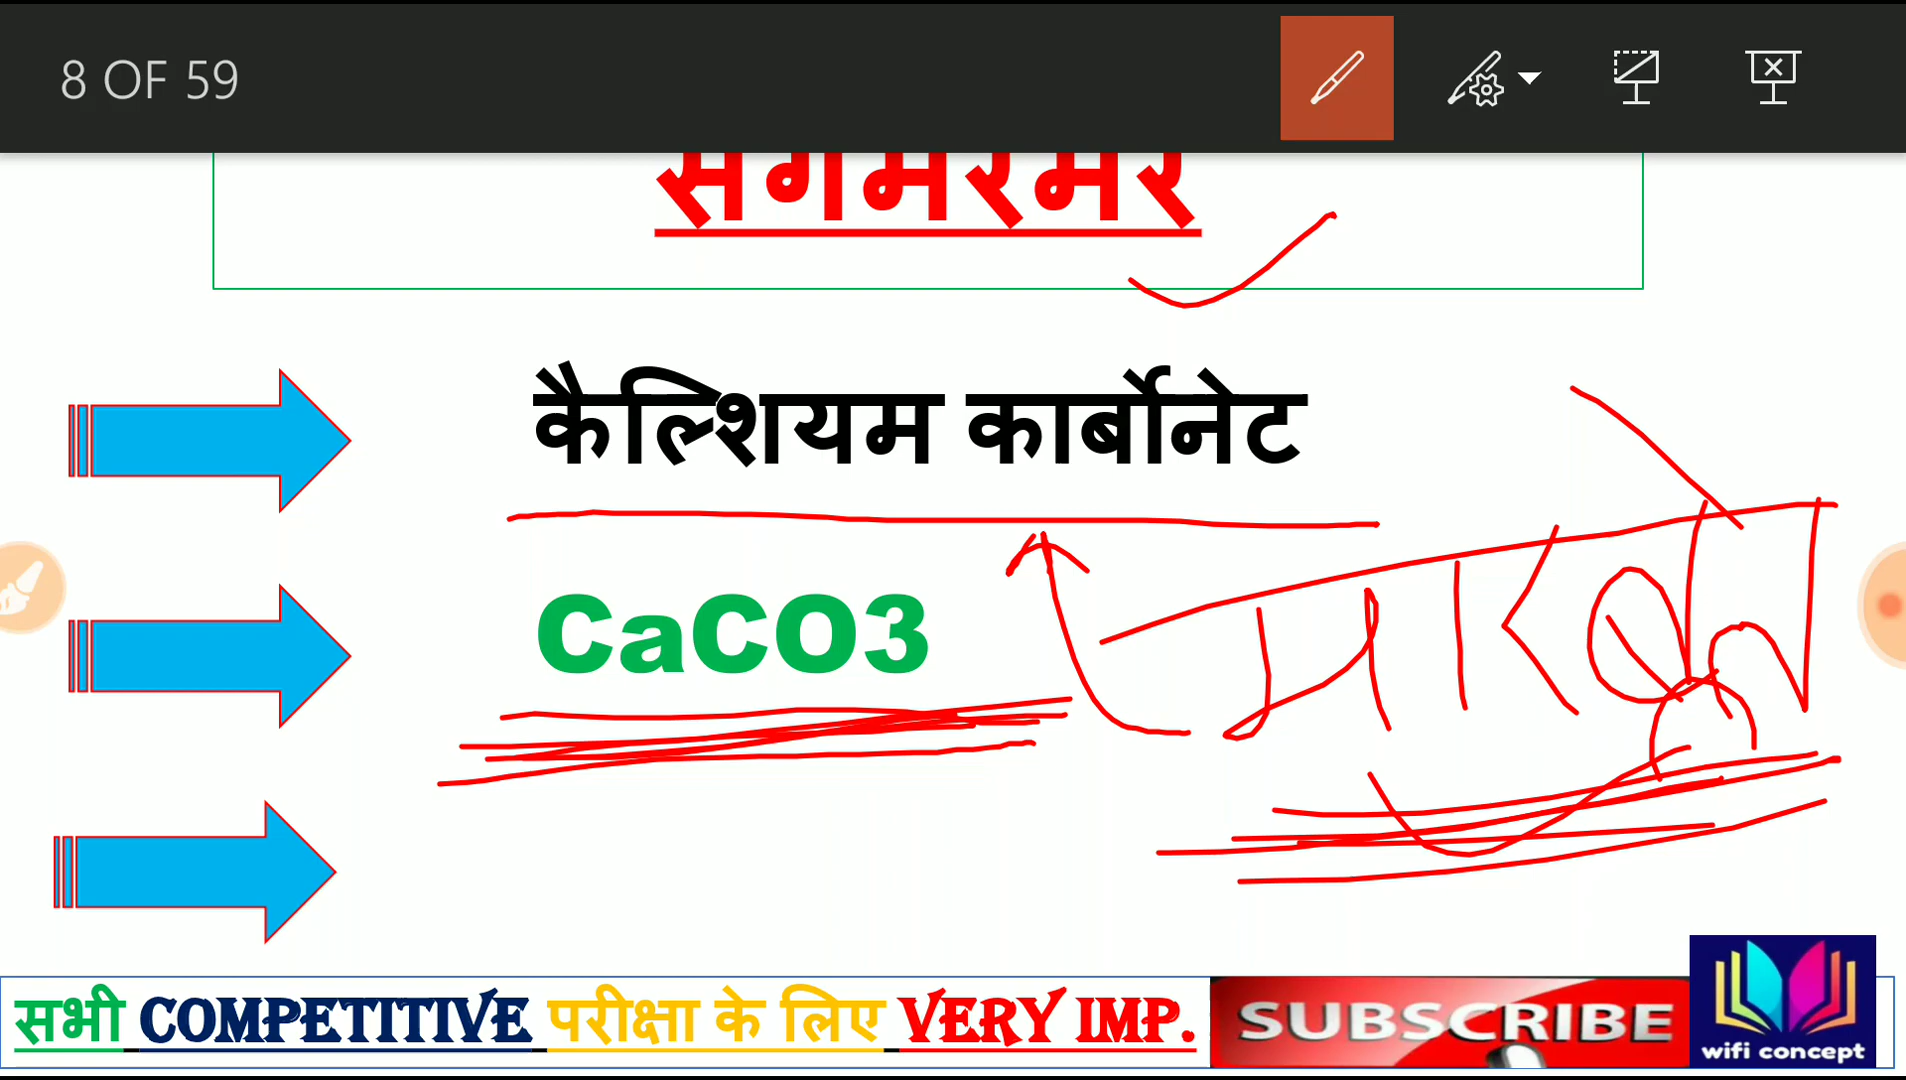 8 OF 59
संगमरमर
कैल्शियम कार्बोनेट
CaCO3
सभी COMPETITIVE परीक्षा के लिए VERY IMP.
SUBSCRIBE
wifi concept